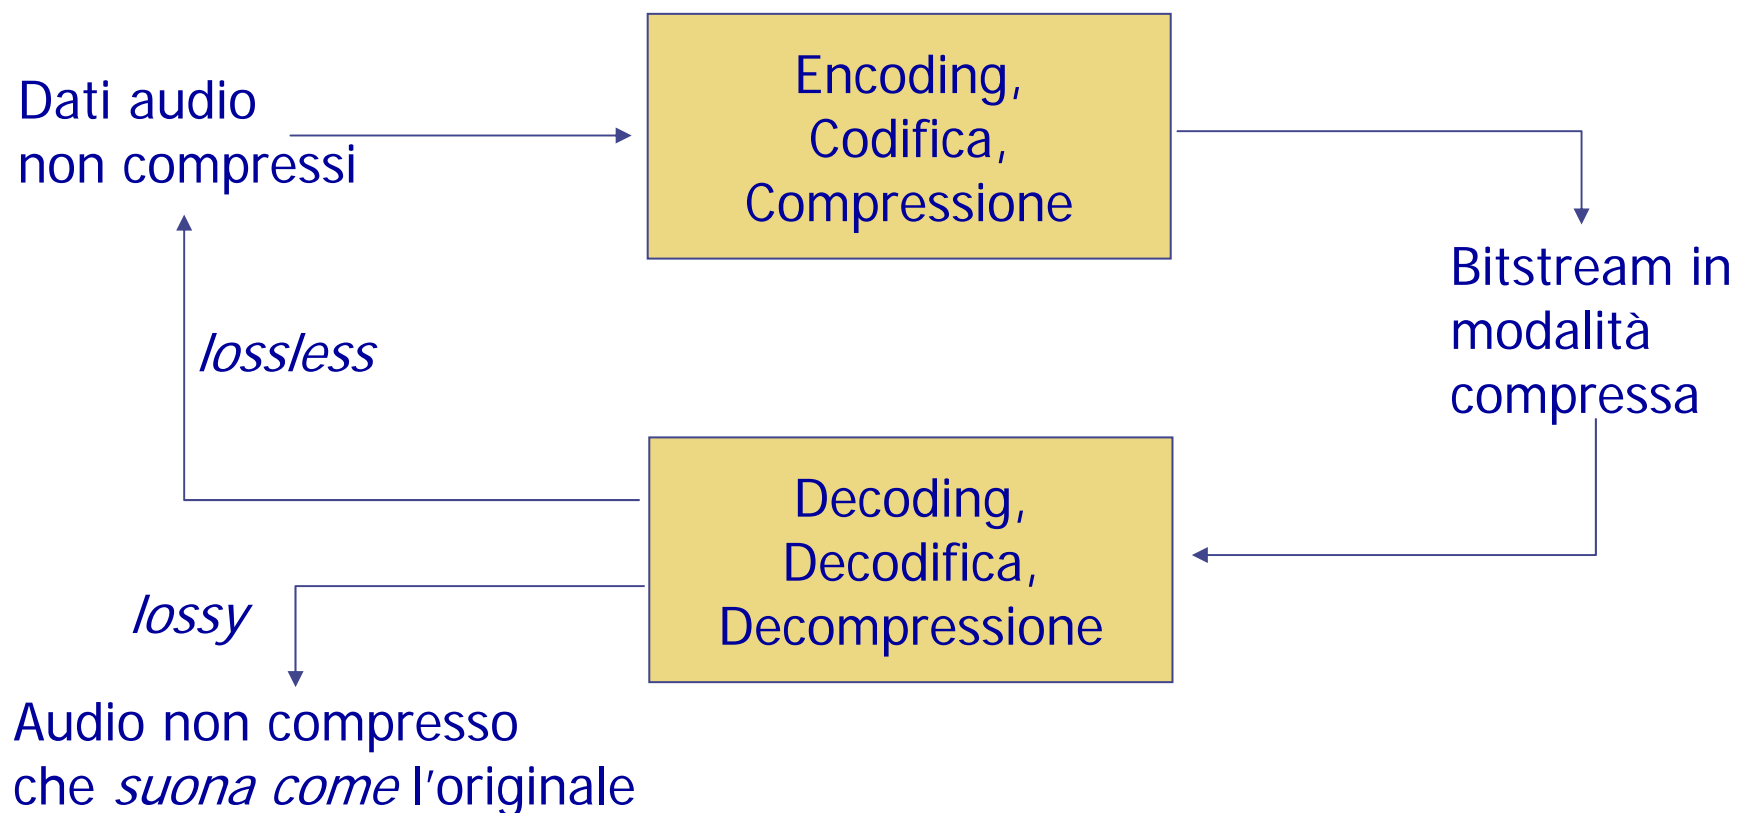 Dati audio
non compressi
Encoding,
Codifica,
Compressione
Bitstream in
modalità
compressa
lossless
Decoding,
Decodifica,
Decompressione
lossy
Audio non compresso
che suona come l'originale